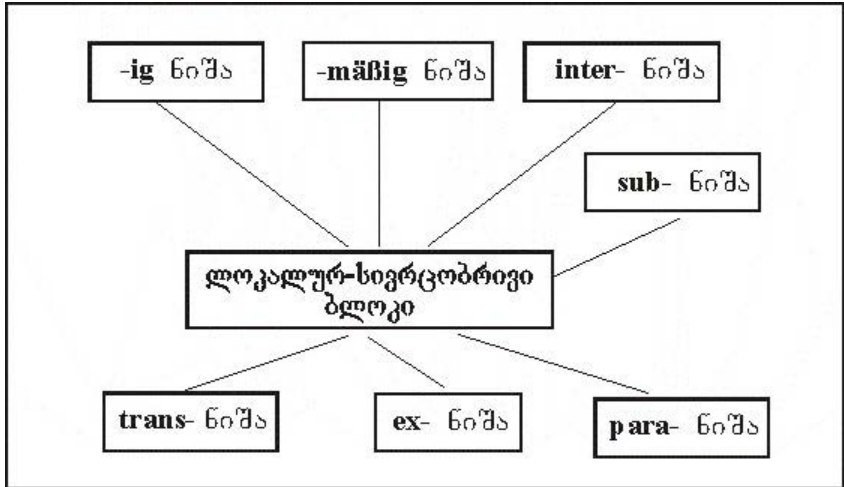 -ig ნიშა
-mäßig ნიშა
inter- ნიშა
sub- ნიშა
ლოკალურ-სივრცობრივი
ბლოკი
trans- ნიშა
ex- ნიშა
para- ნიშა